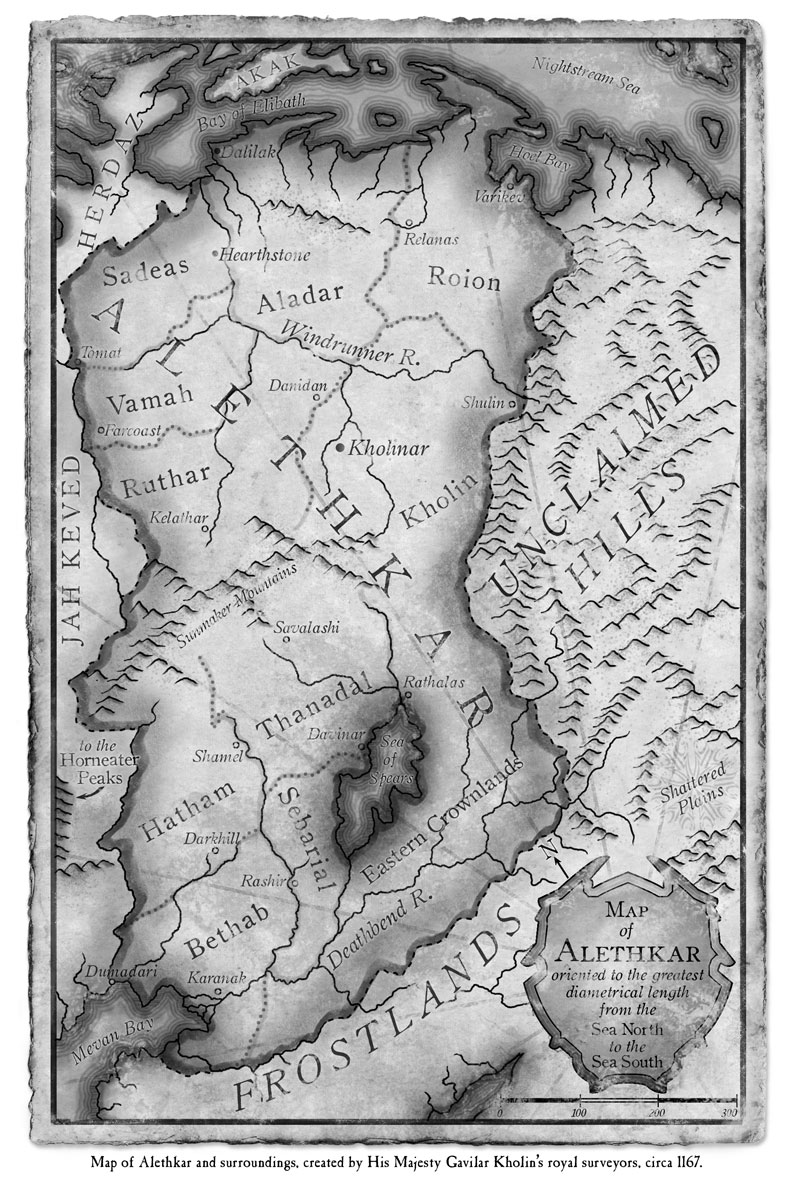 AKAK
Nightstream Sea
Bay of Elibath
HERDAZ
Dalilak
Hoel Bay
Varikev
Relanas
Hearthstone
Sadeas
Aladar
Roion
ALETHKAR
Windrunner R.
Tomat
Vamah
Danidan
Shulin
Farcoast
Kholinar
UNCLAIMED
HILLS
Ruthar
Kholin
Kelathar
JAH KEVED
Sunmaker Mountains
Savalashi
Rathalas
Thanadal
Davinar
Sea
of
Spears
Shamel
to the
Horneater
Peaks
Shattered
Plains
Hatham
Sebarial
Eastern Crownlands
Darkhill
Rashir
Bethab
Deathbend R.
N
Dumadari
Karanak
Mevan Bay
FROSTLANDS
MAP
of
ALETHKAR
oriented to the greatest
diametrical length
from the
Sea North
to the
Sea South
0 100 200 300
Map of Alethkar and surroundings, created by His Majesty Gavilar Kholin's royal surveyors, circa 1167.